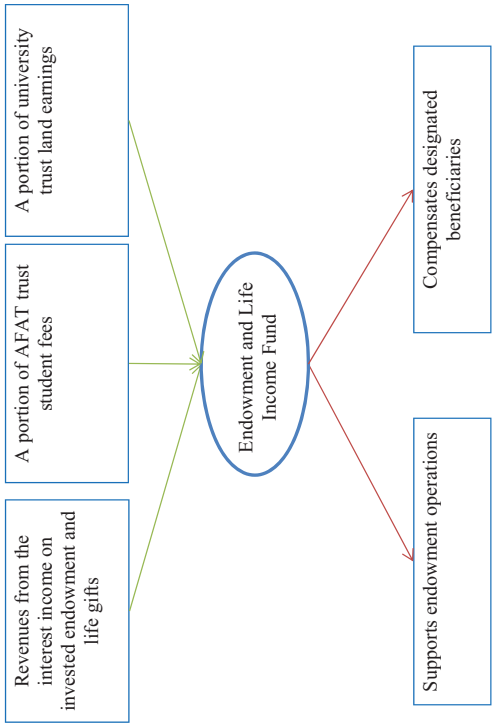 Revenues from the
interest income on
invested endowment and
life gifts
A portion of AFAT trust
student fees
A portion of university
trust land earnings
Endowment and Life
Income Fund
Supports endowment operations
Compensates designated
beneficiaries